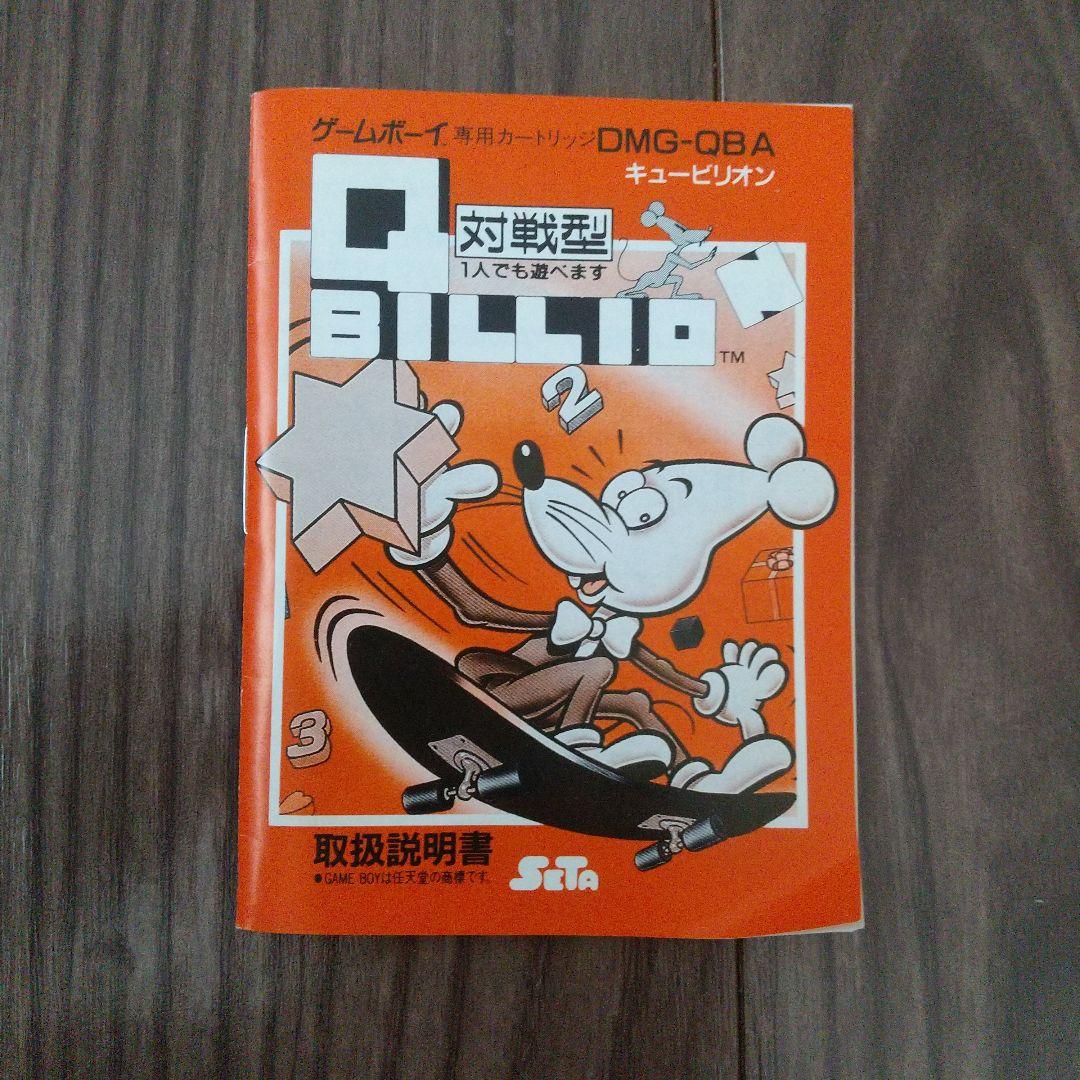 ゲームボーイ™専用カートリッジDMG-QBA
キュービリオン
Q
対戦型
1人でも遊べます
BILLION™
2
3
取扱説明書
●GAME BOYは任天堂の商標です。
SETA